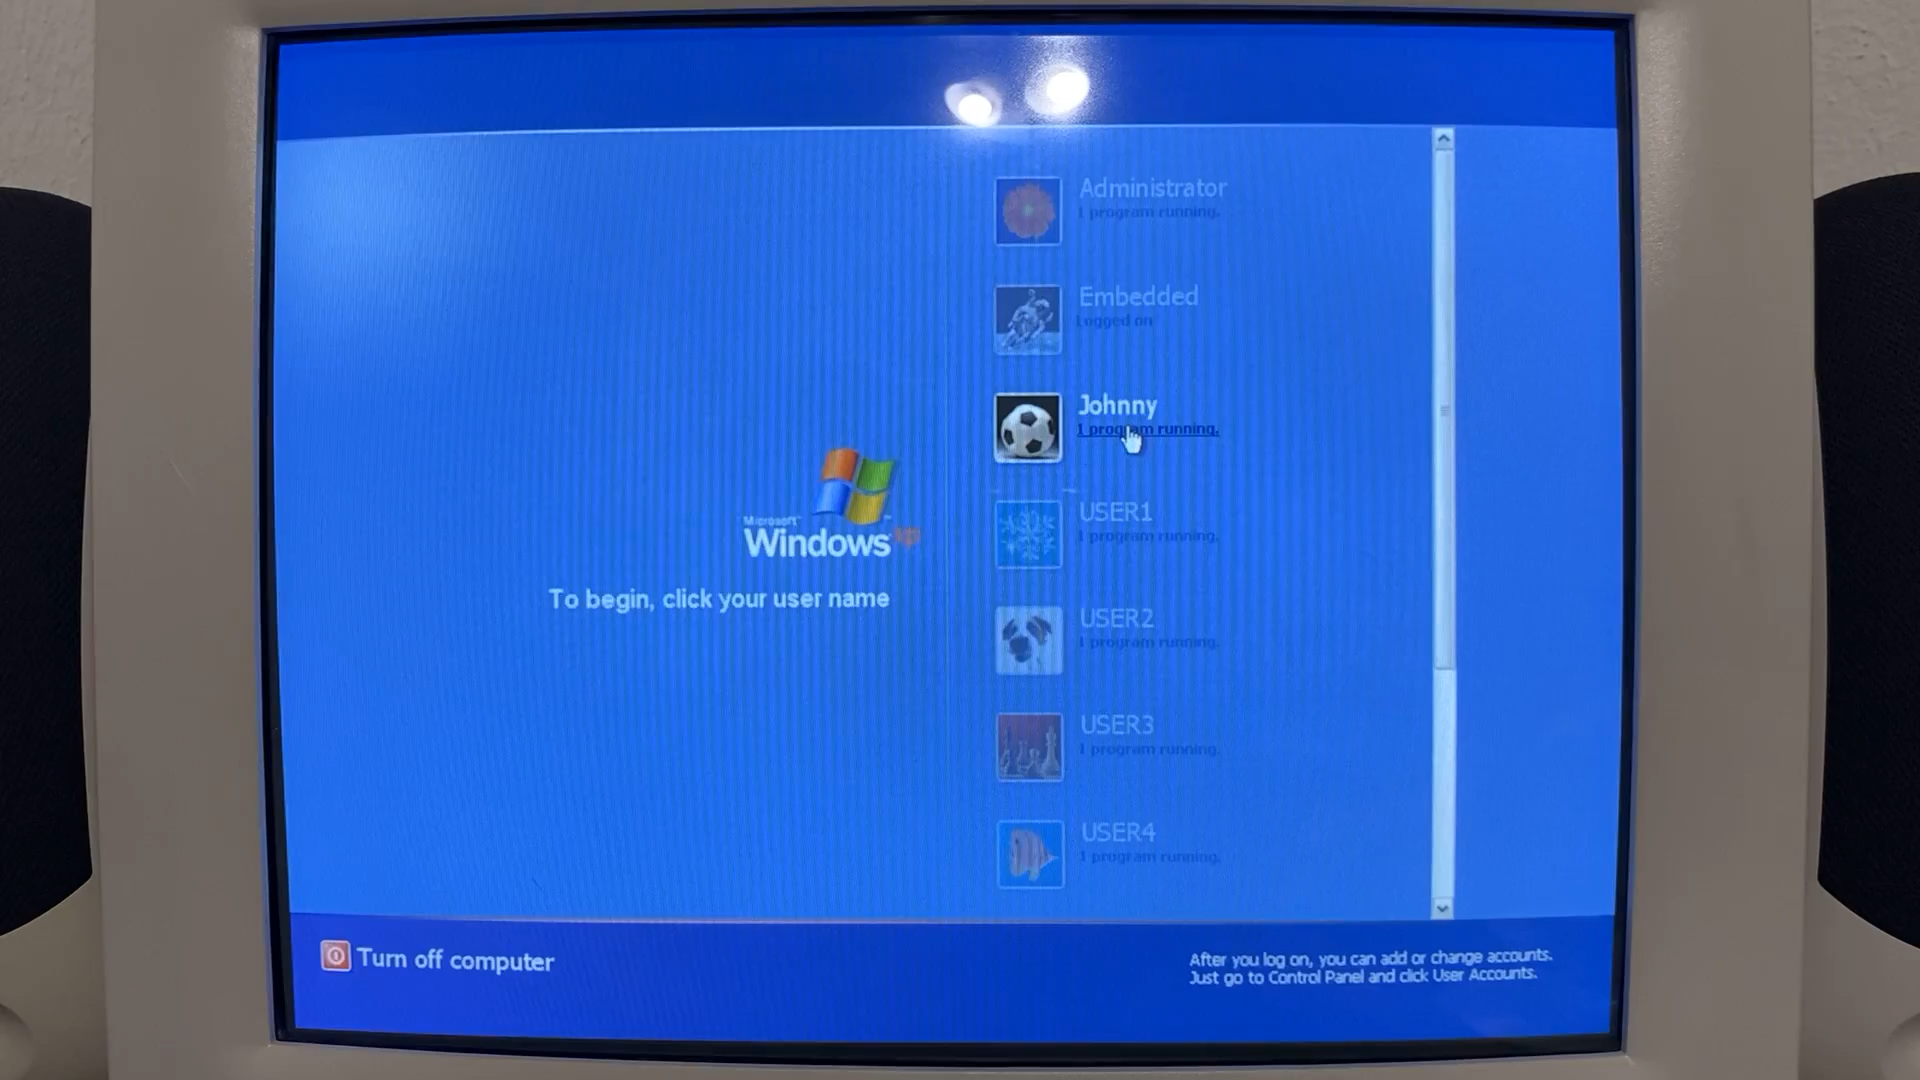 Administrator
1 program running.
Embedded
Logged on
Johnny
1 program running.
USER1
1 program running.
USER2
1 program running.
USER3
1 program running.
USER4
1 program running.
Microsoft
Windows xp
To begin, click your user name
Turn off computer
After you log on, you can add or change accounts.
Just go to Control Panel and click User Accounts.